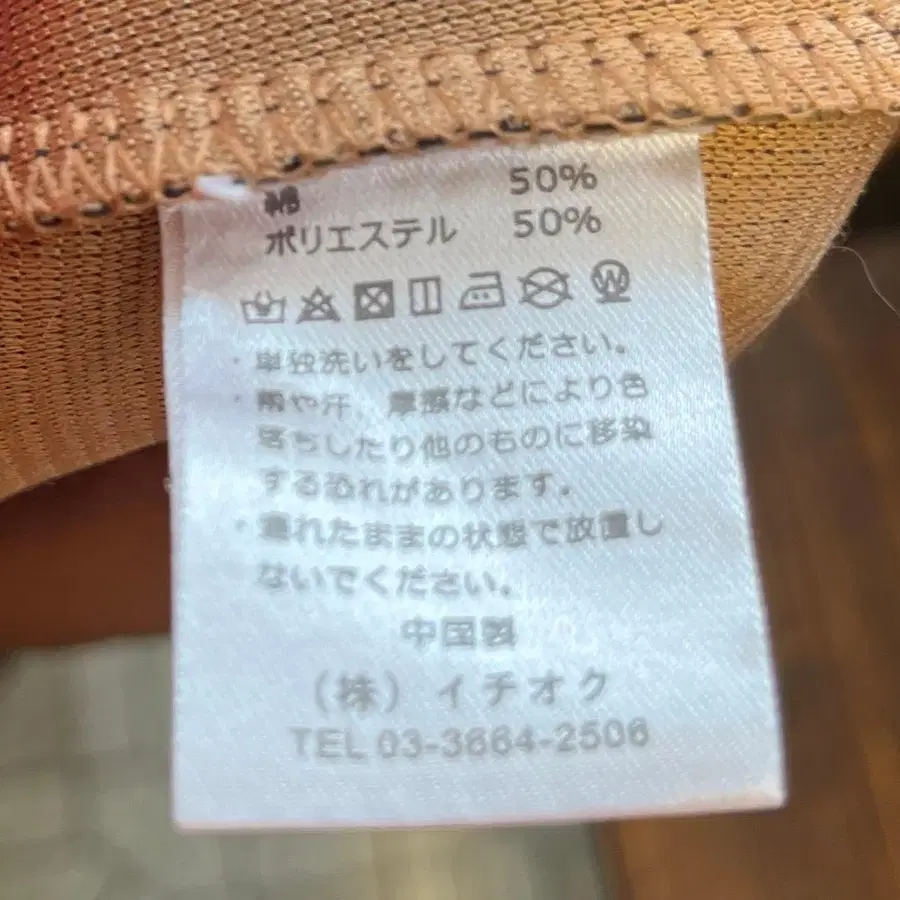 綿 50%
ポリエステル 50%
・単独洗いをしてください。
・雨や汗、摩擦などにより色
落ちしたり他のものに移染
する恐れがあります。
・濡れたままの状態で放置し
ないでください。
中国製
（株）イチオク
TEL 03-3664-2506